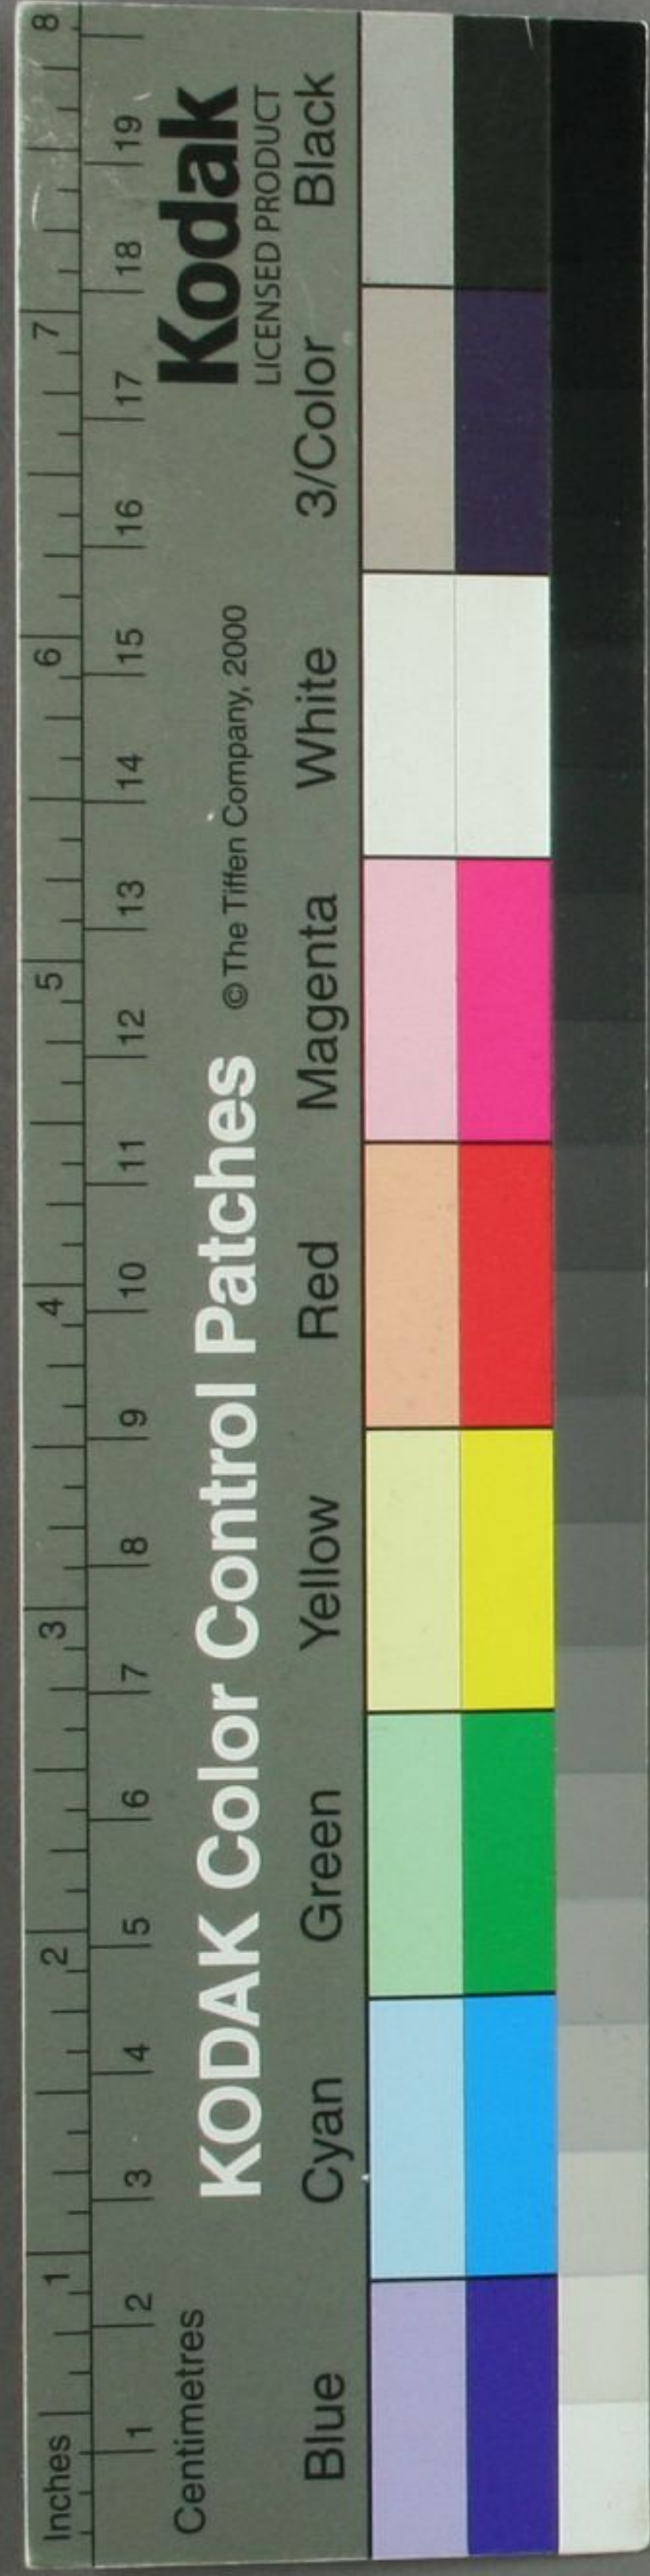 Inches 1 2 3 4 5 6 7 8
1 2 3 4 5 6 7 8 9 10 11 12 13 14 15 16 17 18 19
Centimetres
KODAK Color Control Patches © The Tiffen Company, 2000
Kodak
LICENSED PRODUCT
Blue Cyan Green Yellow Red Magenta White 3/Color Black